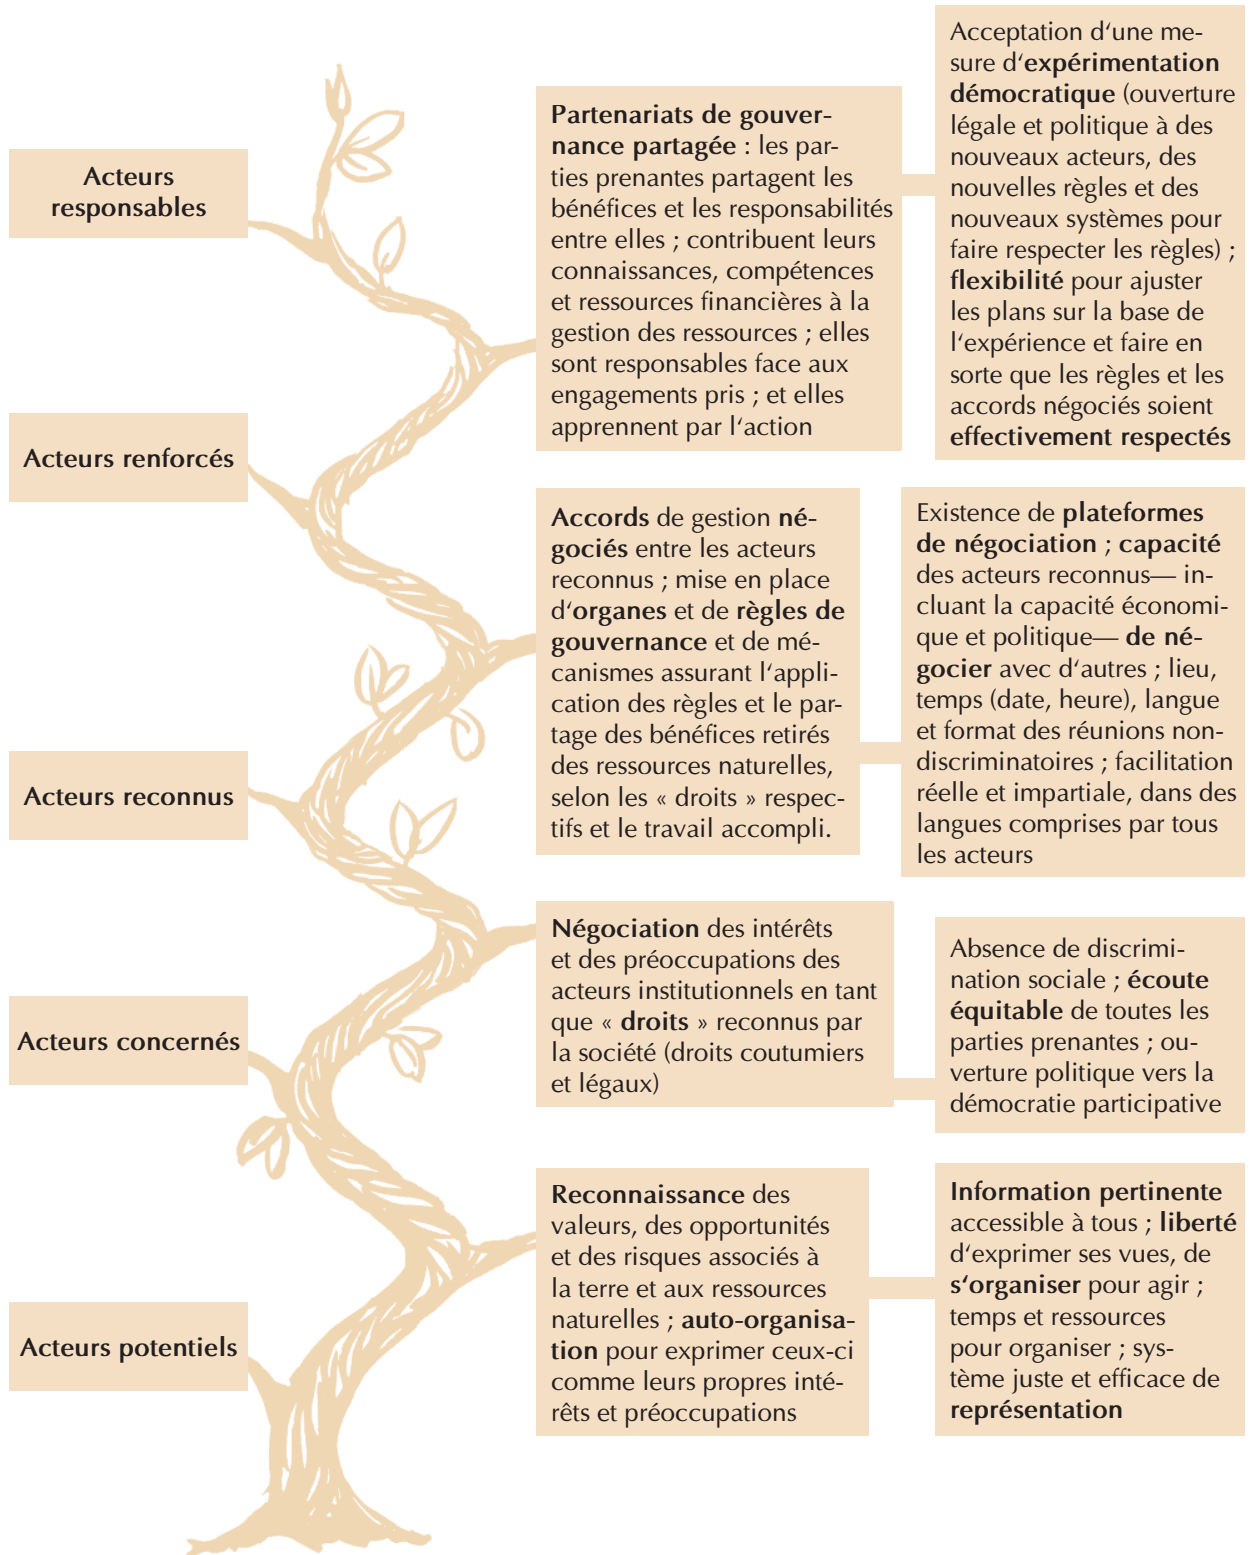 Acteurs
responsables
Partenariats de gouver-
nance partagée : les par-
ties prenantes partagent les
bénéfices et les responsabilités
entre elles ; contribuent leurs
connaissances, compétences
et ressources financières à la
gestion des ressources ; elles
sont responsables face aux
engagements pris ; et elles
apprennent par l‘action
Acceptation d‘une me-
sure d‘expérimentation
démocratique (ouverture
légale et politique à des
nouveaux acteurs, des
nouvelles règles et des
nouveaux systèmes pour
faire respecter les règles) ;
flexibilité pour ajuster
les plans sur la base de
l‘expérience et faire en
sorte que les règles et les
accords négociés soient
effectivement respectés
Acteurs renforcés
Accords de gestion né-
gociés entre les acteurs
reconnus ; mise en place
d‘organes et de règles de
gouvernance et de mé-
canismes assurant l‘appli-
cation des règles et le par-
tage des bénéfices retirés
des ressources naturelles,
selon les « droits » respec-
tifs et le travail accompli.
Existence de plateformes
de négociation ; capacité
des acteurs reconnus— in-
cluant la capacité économi-
que et politique— de né-
gocier avec d‘autres ; lieu,
temps (date, heure), langue
et format des réunions non-
discriminatoires ; facilitation
réelle et impartiale, dans des
langues comprises par tous
les acteurs
Acteurs reconnus
Négociation des intérêts
et des préoccupations des
acteurs institutionnels en tant
que « droits » reconnus par
la société (droits coutumiers
et légaux)
Absence de discrimi-
nation sociale ; écoute
équitable de toutes les
parties prenantes ; ou-
verture politique vers la
démocratie participative
Acteurs concernés
Reconnaissance des
valeurs, des opportunités
et des risques associés à
la terre et aux ressources
naturelles ; auto-organisa-
tion pour exprimer ceux-ci
comme leurs propres inté-
rêts et préoccupations
Information pertinente
accessible à tous ; liberté
d‘exprimer ses vues, de
s‘organiser pour agir ;
temps et ressources
pour organiser ; sys-
tème juste et efficace de
représentation
Acteurs potentiels